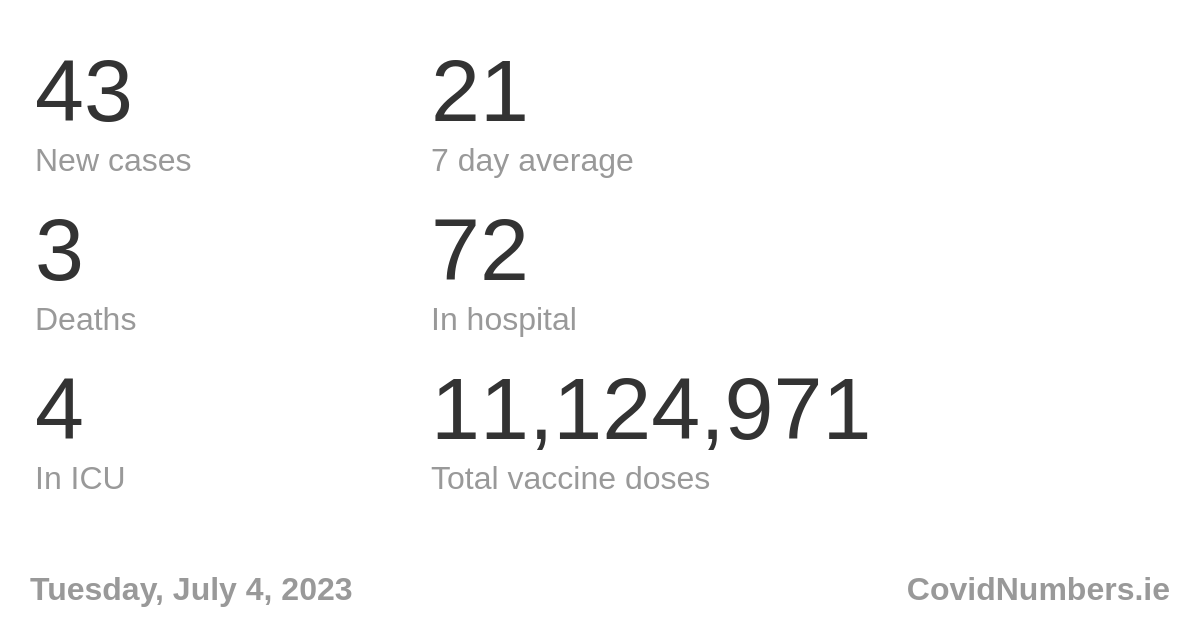 43
New cases
21
7 day average
3
Deaths
72
In hospital
4
In ICU
11,124,971
Total vaccine doses
Tuesday, July 4, 2023
CovidNumbers.ie